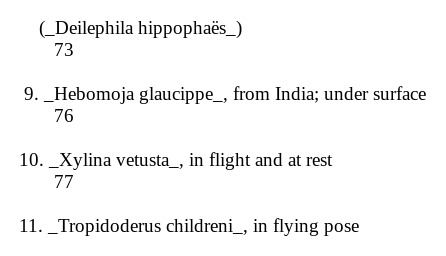 (_Deilephila hippophaës_)
73
9. _Hebomoja glaucippe_, from India; under surface
76
10. _Xylina vetusta_, in flight and at rest
77
11. _Tropidoderus childreni_, in flying pose